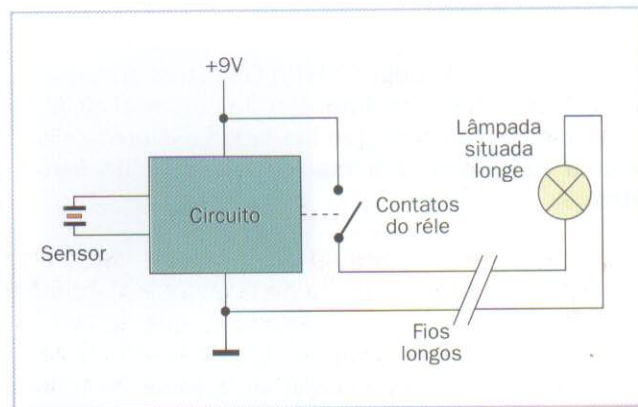 +9V
Lâmpada
situada
longe
Circuito
Contatos
do réle
Sensor
Fios
longos